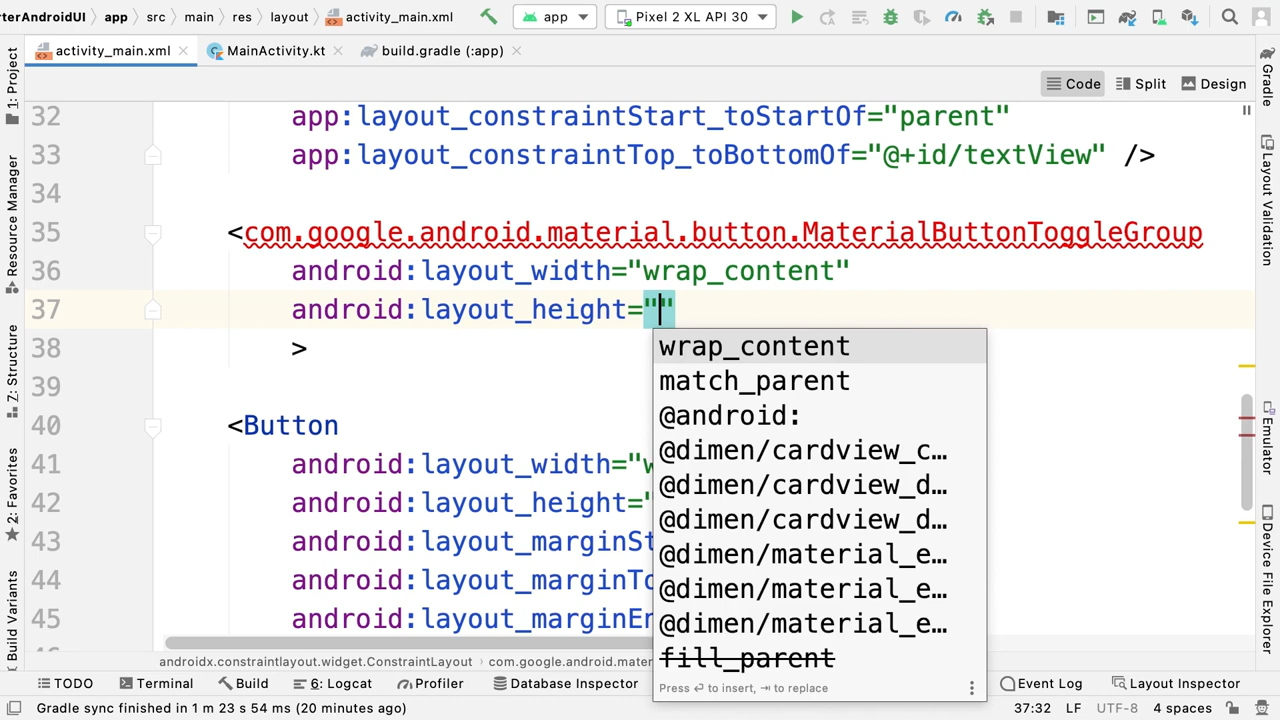 rterAndroidUI app src main res layout activity_main.xml app Pixel 2 XL API 30
activity_main.xml MainActivity.kt build.gradle (:app)
Code Split Design
32 app:layout_constraintStart_toStartOf="parent"
33 app:layout_constraintTop_toBottomOf="@+id/textView" />
34
35 <com.google.android.material.button.MaterialButtonToggleGroup
36 android:layout_width="wrap_content"
37 android:layout_height=""
38 >
39
40 <Button
41 android:layout_width="w
42 android:layout_height="
43 android:layout_marginSt
44 android:layout_marginTo
45 android:layout_marginEn
wrap_content
match_parent
@android:
@dimen/cardview_c…
@dimen/cardview_d…
@dimen/cardview_d…
@dimen/material_e…
@dimen/material_e…
@dimen/material_e…
fill_parent
Press ⏎ to insert, ⇥ to replace
androidx.constraintlayout.widget.ConstraintLayout com.google.android.mater
1: Project
Resource Manager
Z: Structure
2: Favorites
Build Variants
Gradle
Layout Validation
Emulator
Device File Explorer
TODO Terminal Build 6: Logcat Profiler Database Inspector Event Log Layout Inspector
Gradle sync finished in 1 m 23 s 54 ms (20 minutes ago) 37:32 LF UTF-8 4 spaces